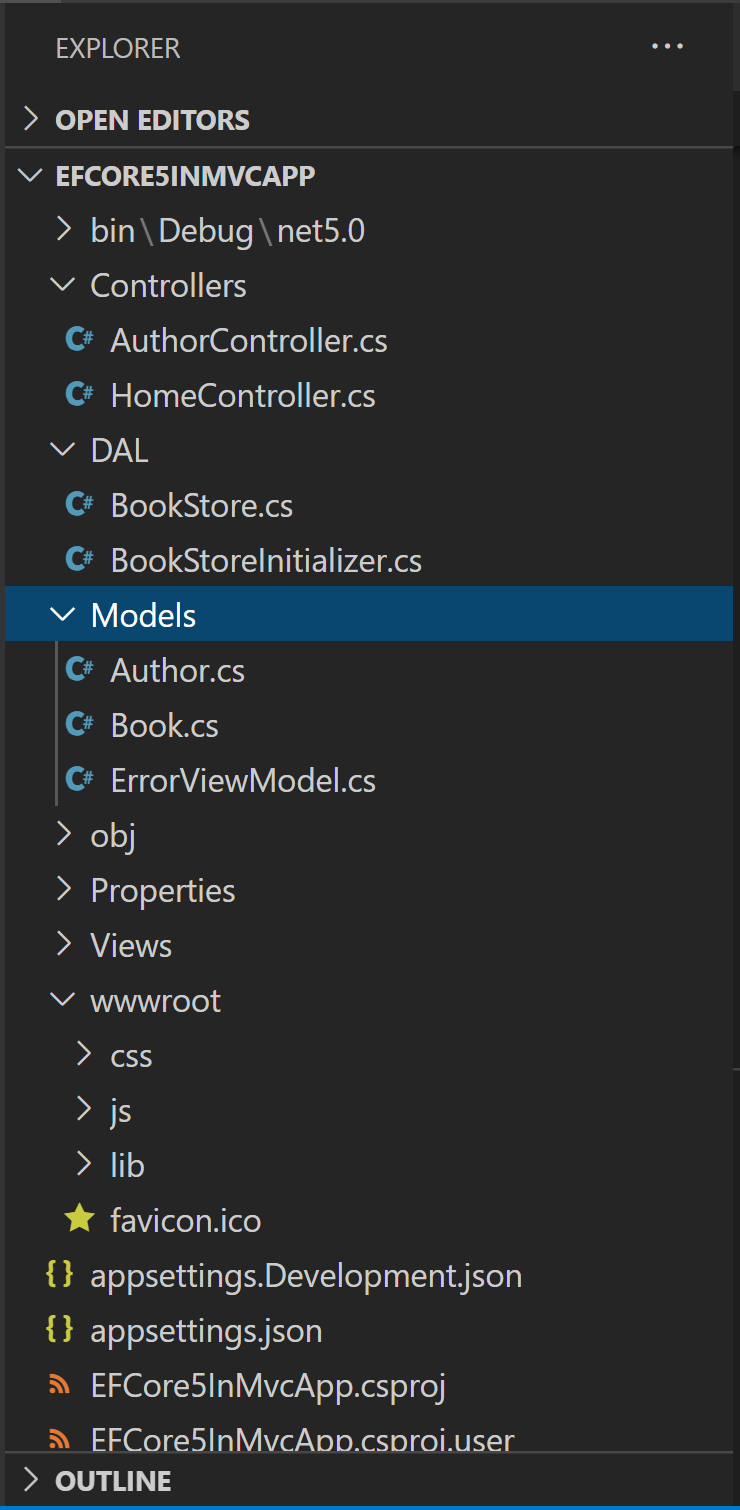 EXPLORER ...
OPEN EDITORS
EFCORE5INMVCAPP
bin\Debug\net5.0
Controllers
C# AuthorController.cs
C# HomeController.cs
DAL
C# BookStore.cs
C# BookStoreInitializer.cs
Models
C# Author.cs
C# Book.cs
C# ErrorViewModel.cs
obj
Properties
Views
wwwroot
css
js
lib
favicon.ico
{} appsettings.Development.json
{} appsettings.json
EFCore5InMvcApp.csproj
EFCore5InMvcApp.csproj.user
OUTLINE